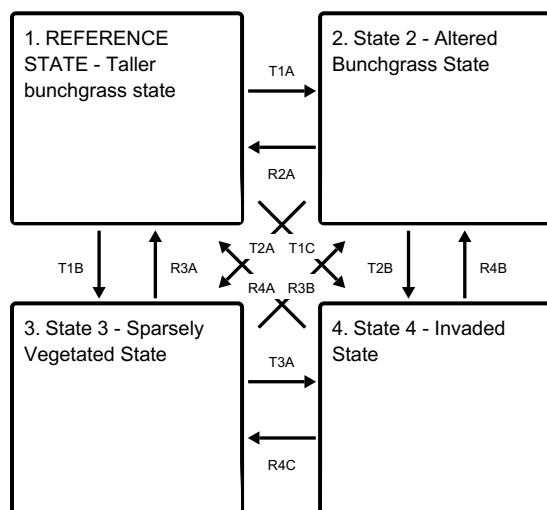 1. REFERENCE
STATE - Taller
bunchgrass state
2. State 2 - Altered
Bunchgrass State
T1A
R2A
T2A
T1C
T1B
R3A
R4A
R3B
T2B
R4B
3. State 3 - Sparsely
Vegetated State
4. State 4 - Invaded
State
T3A
R4C